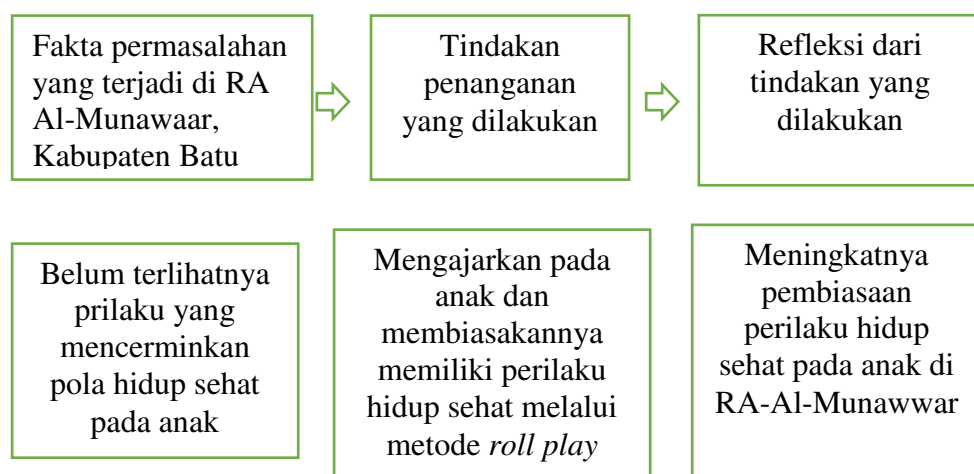 Fakta permasalahan
yang terjadi di RA
Al-Munawaar,
Kabupaten Batu
Tindakan
penanganan
yang dilakukan
Refleksi dari
tindakan yang
dilakukan
Belum terlihatnya
prilaku yang
mencerminkan
pola hidup sehat
pada anak
Mengajarkan pada
anak dan
membiasakannya
memiliki perilaku
hidup sehat melalui
metode roll play
Meningkatnya
pembiasaan
perilaku hidup
sehat pada anak di
RA-Al-Munawwar